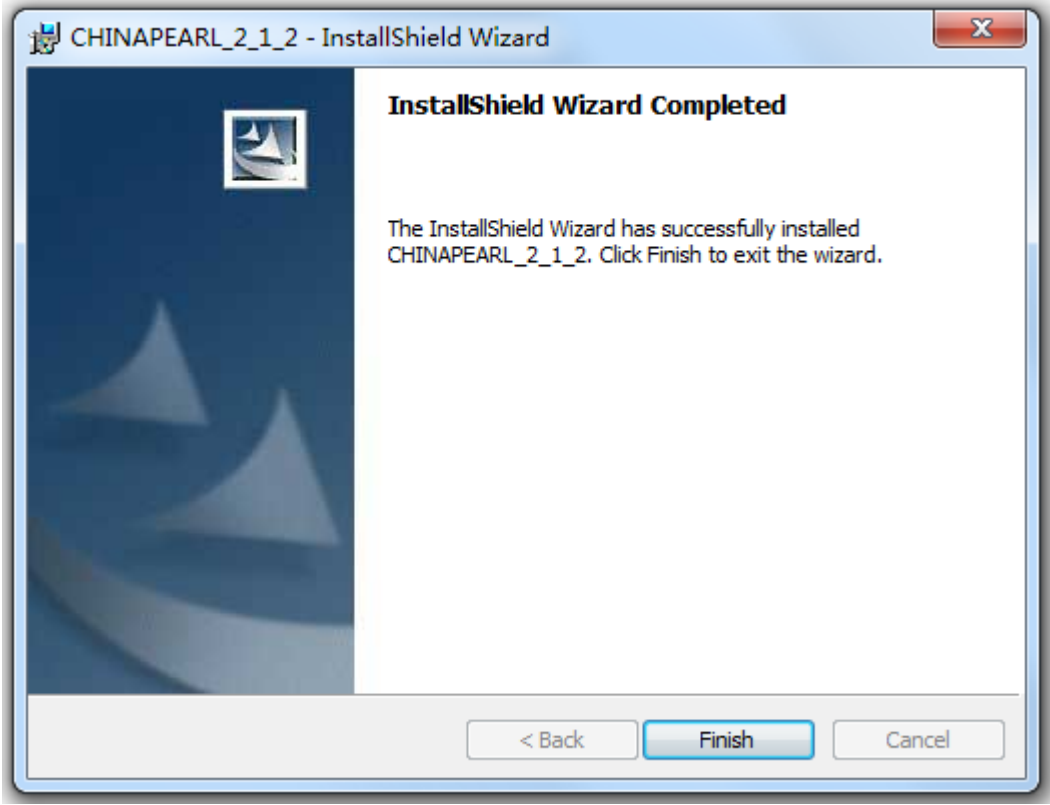 CHINAPEARL_2_1_2 - InstallShield Wizard
InstallShield Wizard Completed
The InstallShield Wizard has successfully installed
CHINAPEARL_2_1_2. Click Finish to exit the wizard.
< Back
Finish
Cancel